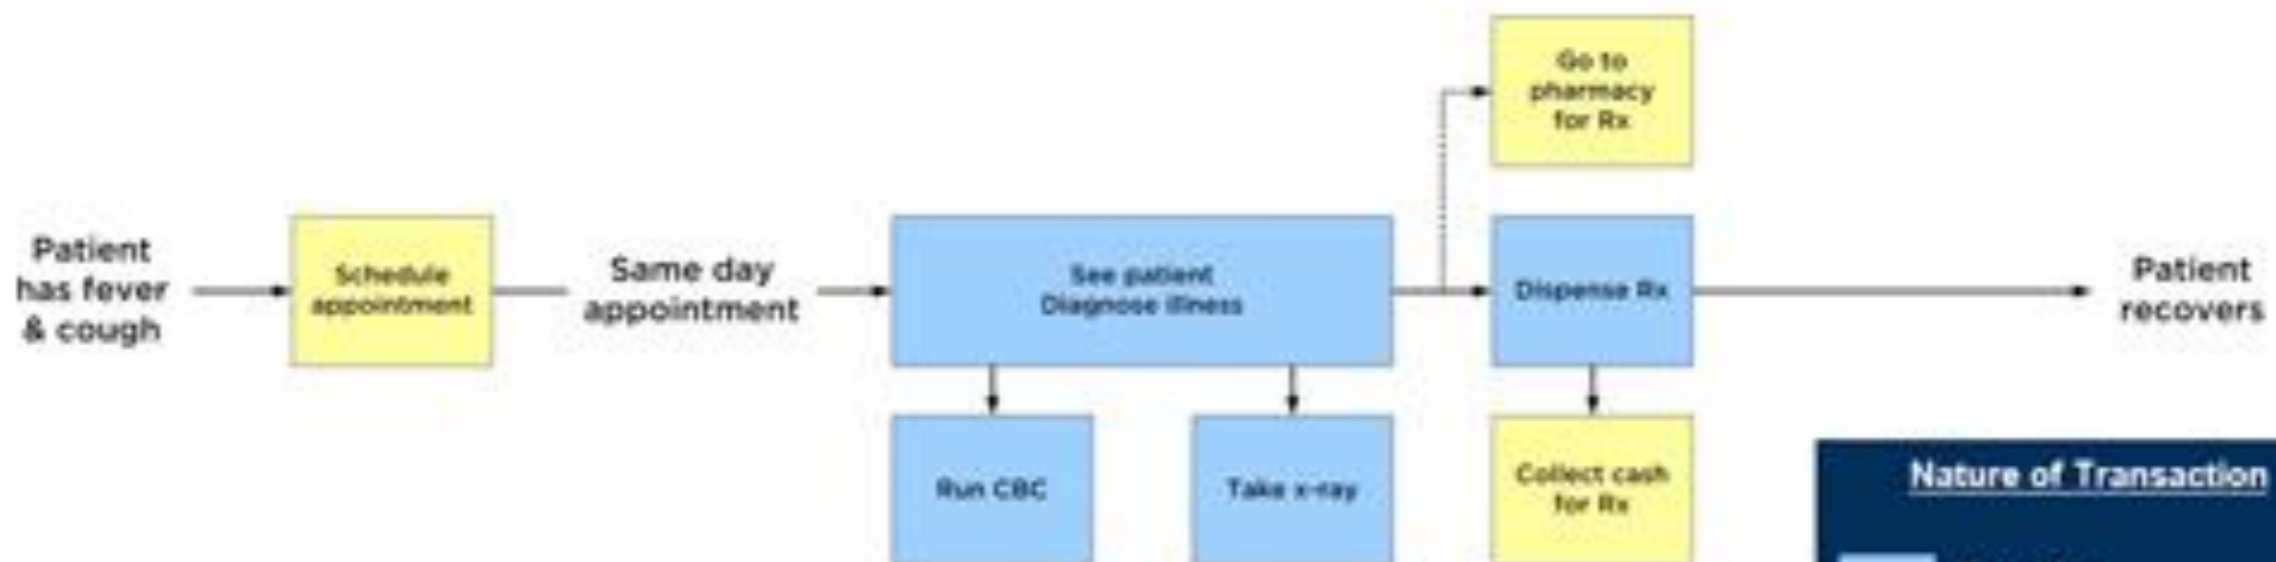 Go to
pharmacy
for Rx
Patient
has fever
& cough
Schedule
appointment
Same day
appointment
See patient
Diagnose illness
Dispense Rx
Patient
recovers
Run CBC
Take x-ray
Collect cash
for Rx
Nature of Transaction